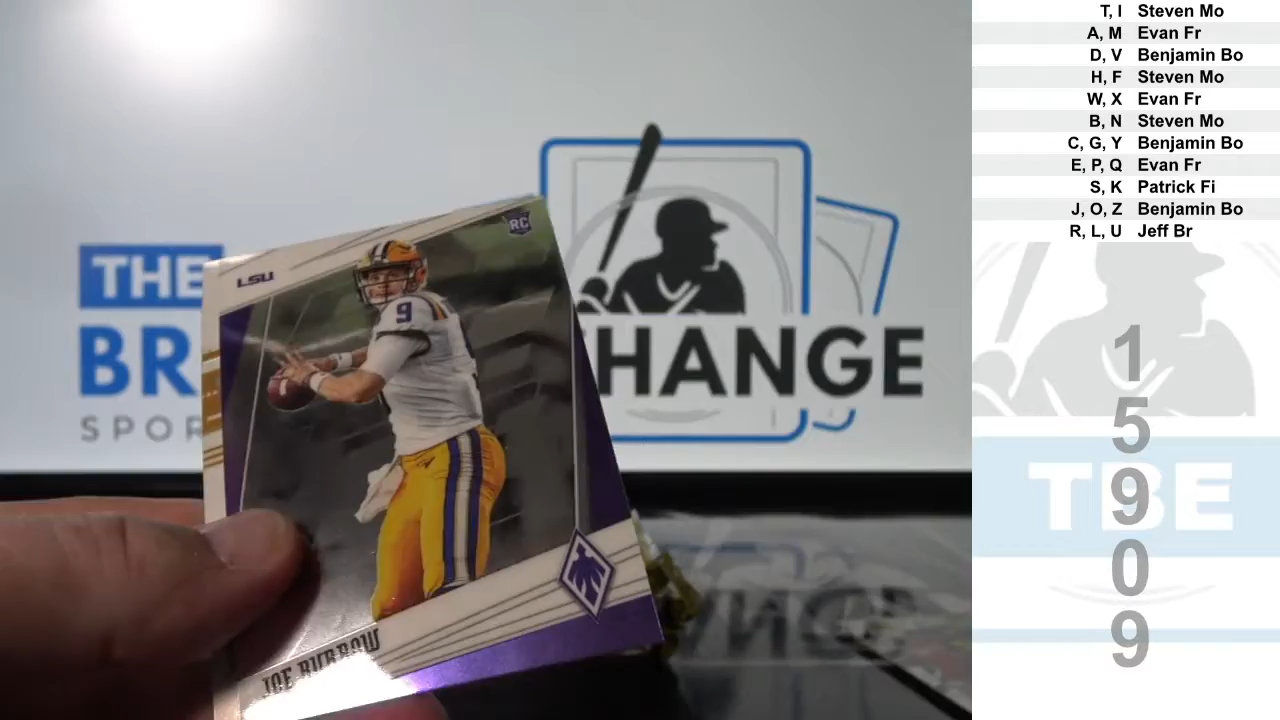 T, I Steven Mo
A, M Evan Fr
D, V Benjamin Bo
H, F Steven Mo
W, X Evan Fr
B, N Steven Mo
C, G, Y Benjamin Bo
E, P, Q Evan Fr
S, K Patrick Fi
J, O, Z Benjamin Bo
R, L, U Jeff Br
THE
BR
HANGE
SPOR
RC
LSU
9
JOE BURROW
TBE
1
5
9
0
9